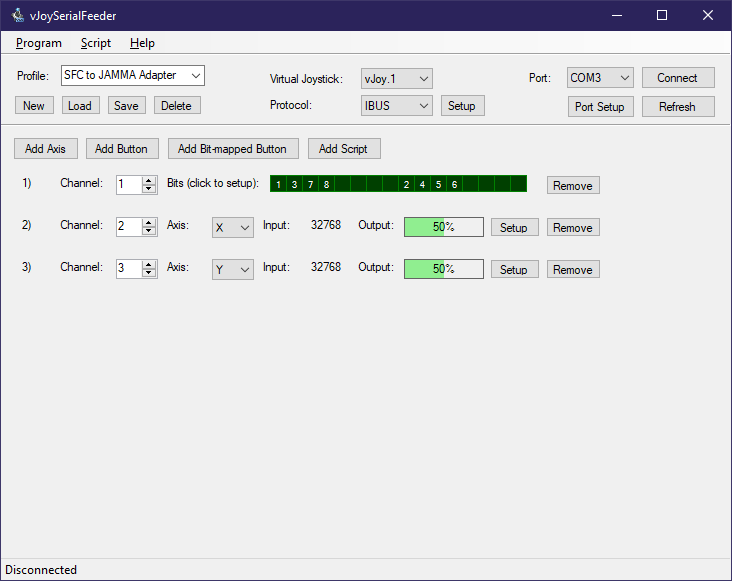 vJoySerialFeeder
Program Script Help
Profile: SFC to JAMMA Adapter Virtual Joystick: vJoy.1 Port: COM3 Connect
New Load Save Delete Protocol: IBUS Setup Port Setup Refresh
Add Axis Add Button Add Bit-mapped Button Add Script
1) Channel: 1 Bits (click to setup): 1 3 7 8 2 4 5 6 Remove
2) Channel: 2 Axis: X Input: 32768 Output: 50% Setup Remove
3) Channel: 3 Axis: Y Input: 32768 Output: 50% Setup Remove
Disconnected